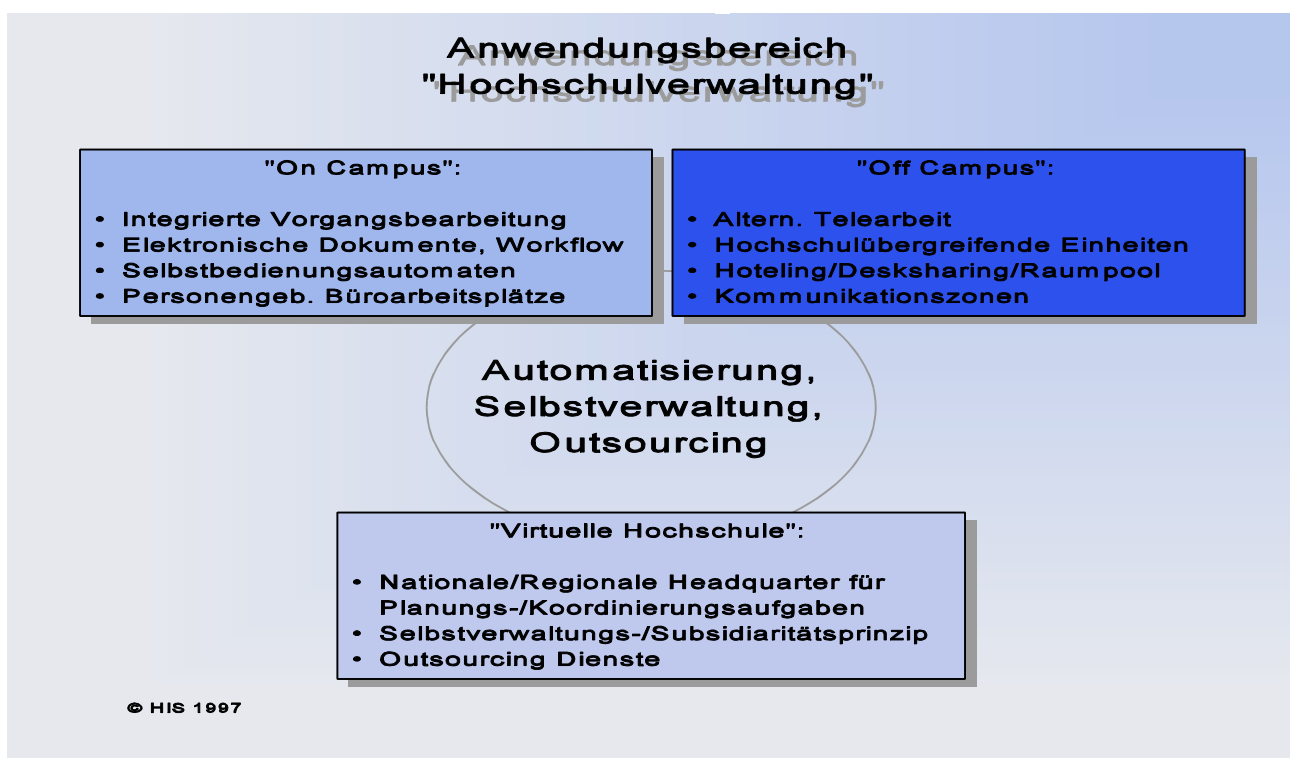 Anwendungsbereich
"Hochschulverwaltung"
"On Campus":
• Integrierte Vorgangsbearbeitung
• Elektronische Dokumente, Workflow
• Selbstbedienungsautomaten
• Personengeb. Büroarbeitsplätze
"Off Campus":
• Altern. Telearbeit
• Hochschulübergreifende Einheiten
• Hoteling/Desksharing/Raumpool
• Kommunikationszonen
Automatisierung,
Selbstverwaltung,
Outsourcing
"Virtuelle Hochschule":
• Nationale/Regionale Headquarter für
Planungs-/Koordinierungsaufgaben
• Selbstverwaltungs-/Subsidiaritätsprinzip
• Outsourcing Dienste
© HIS 1997